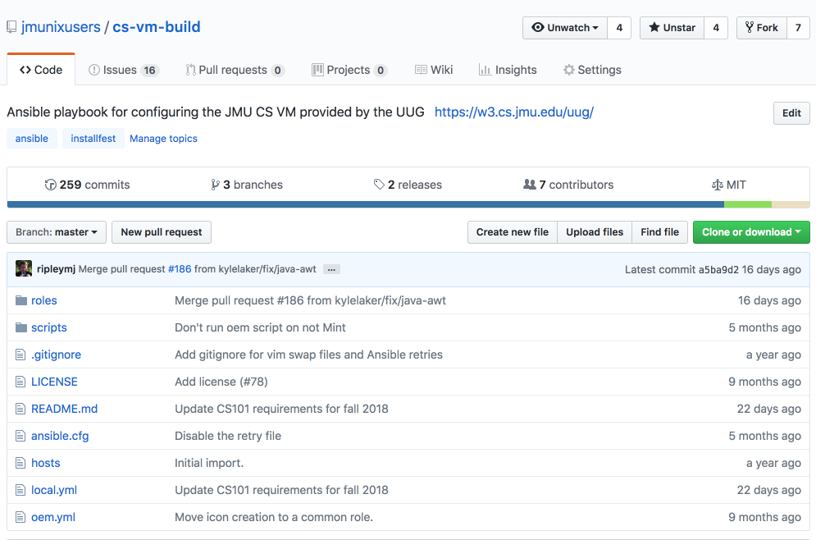 jmunixusers / cs-vm-build Unwatch 4 Unstar 4 Fork 7
Code Issues 16 Pull requests 0 Projects 0 Wiki Insights Settings
Ansible playbook for configuring the JMU CS VM provided by the UUG https://w3.cs.jmu.edu/uug/ Edit
ansible installfest Manage topics
259 commits 3 branches 2 releases 7 contributors MIT
Branch: master New pull request Create new file Upload files Find file Clone or download
ripleymj Merge pull request #186 from kylelaker/fix/java-awt ... Latest commit a5ba9d2 16 days ago
roles Merge pull request #186 from kylelaker/fix/java-awt 16 days ago
scripts Don't run oem script on not Mint 5 months ago
.gitignore Add gitignore for vim swap files and Ansible retries a year ago
LICENSE Add license (#78) 9 months ago
README.md Update CS101 requirements for fall 2018 22 days ago
ansible.cfg Disable the retry file 5 months ago
hosts Initial import. a year ago
local.yml Update CS101 requirements for fall 2018 22 days ago
oem.yml Move icon creation to a common role. 9 months ago